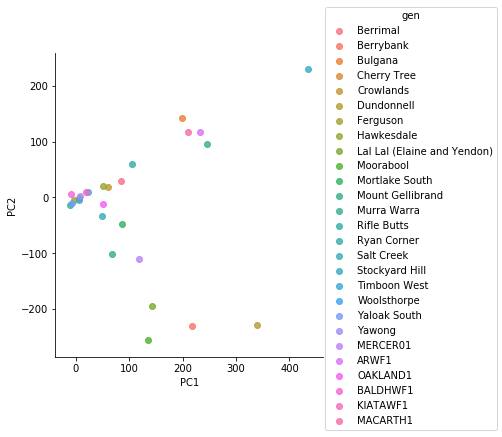 gen
Berrimal
Berrybank
Bulgana
Cherry Tree
Crowlands
Dundonnell
Ferguson
Hawkesdale
Lal Lal (Elaine and Yendon)
Moorabool
Mortlake South
Mount Gellibrand
Murra Warra
Rifle Butts
Ryan Corner
Salt Creek
Stockyard Hill
Timboon West
Woolsthorpe
Yaloak South
Yawong
MERCER01
ARWF1
OAKLAND1
BALDHWF1
KIATAWF1
MACARTH1
200
100
0
−100
−200
PC2
0 100 200 300 400
PC1